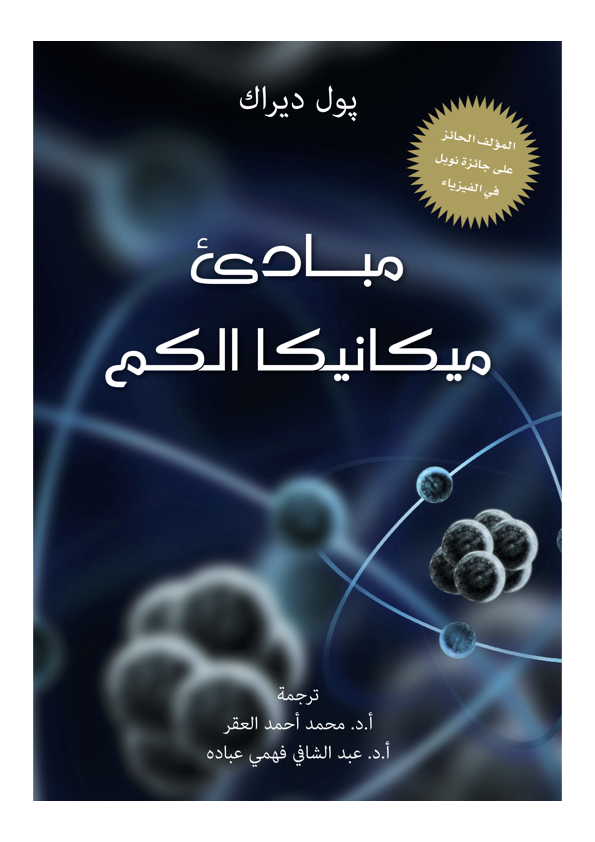 پول ديراك
المؤلف الحائز
على جائزة نوبل
في الفيزياء
مبادئ
ميكانيكا الكم
ترجمة
أ.د. محمد أحمد العقر
أ.د. عبد الشافي فهمي عباده